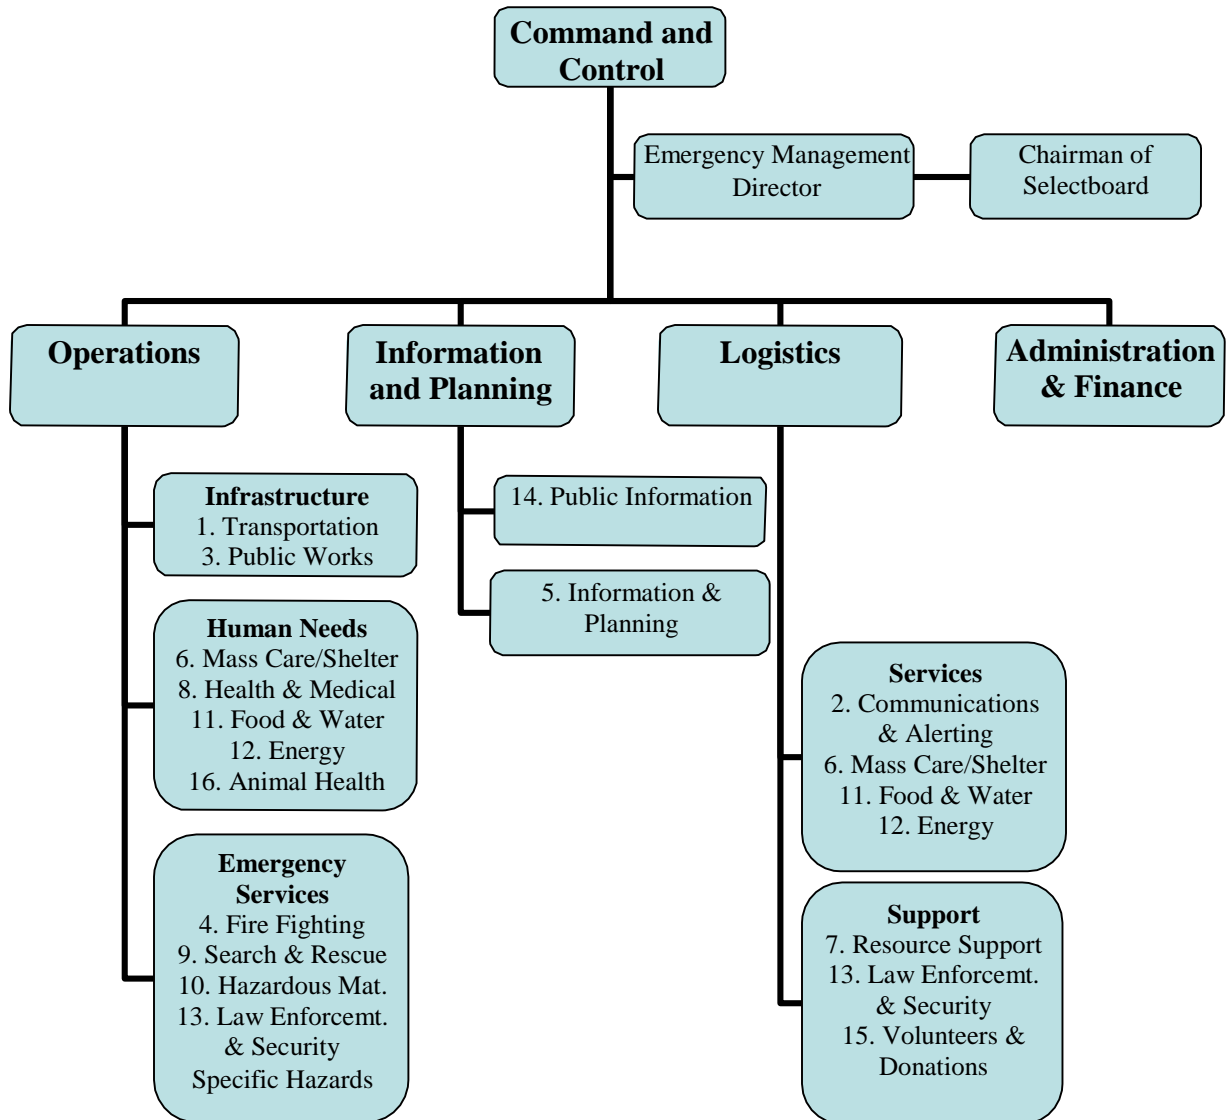 Command and
Control
Emergency Management
Director
Chairman of
Selectboard
Operations
Information
and Planning
Logistics
Administration
& Finance
Infrastructure
1. Transportation
3. Public Works
Human Needs
6. Mass Care/Shelter
8. Health & Medical
11. Food & Water
12. Energy
16. Animal Health
Emergency
Services
4. Fire Fighting
9. Search & Rescue
10. Hazardous Mat.
13. Law Enforcemt.
& Security
Specific Hazards
14. Public Information
5. Information &
Planning
Services
2. Communications
& Alerting
6. Mass Care/Shelter
11. Food & Water
12. Energy
Support
7. Resource Support
13. Law Enforcemt.
& Security
15. Volunteers &
Donations